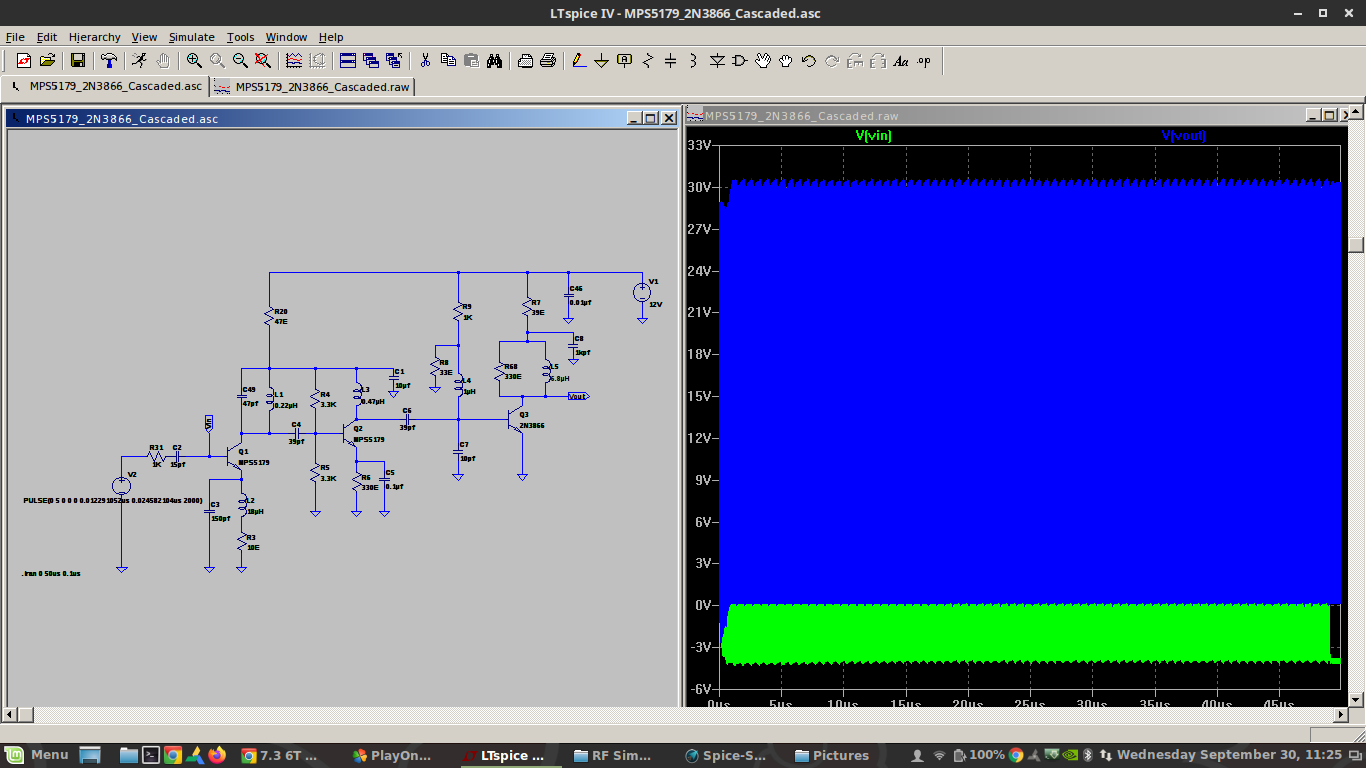 LTspice IV - MPS5179_2N3866_Cascaded.asc
File Edit Hierarchy View Simulate Tools Window Help
Aa .op
MPS5179_2N3866_Cascaded.asc MPS5179_2N3866_Cascaded.raw
MPS5179_2N3866_Cascaded.asc
R20
47E
R9
1K
R7
39E
C46
0.01µf
V1
12V
C8
1kpf
R8
33E
L4
1µH
R68
330E
L5
6.8µH
Vout
Q3
2N3866
C49
47pf
L1
0.22µH
R4
3.3K
L3
0.47µH
C1
10pf
C4
39pf
C6
39pf
Q2
MPS5179
C7
10pf
Vin
R31
1K
C2
15pf
Q1
MPS5179
V2
PULSE(0 5 0 0 0 0.012291052us 0.024582104us 2000)
C3
150pf
L2
18µH
R3
10E
R5
3.3K
R6
330E
C5
0.1µf
.tran 0 50us 0.1us
MPS5179_2N3866_Cascaded.raw
V(vin) V(vout)
33V
30V
27V
24V
21V
18V
15V
12V
9V
6V
3V
0V
-3V
-6V
0µs 5µs 10µs 15µs 20µs 25µs 30µs 35µs 40µs 45µs
Menu 7.3 6T ... PlayOn... LTspice ... RF Sim... Spice-S... Pictures 100% Wednesday September 30, 11:25